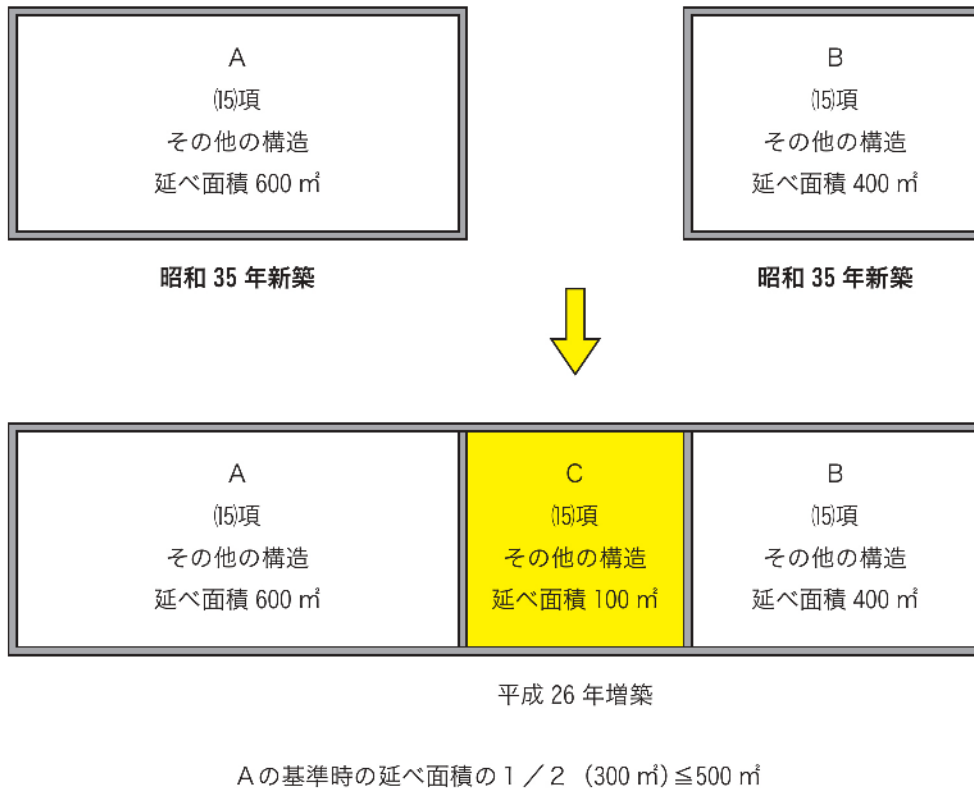 A
⒂項
その他の構造
延べ面積 600 ㎡
昭和 35 年新築
B
⒂項
その他の構造
延べ面積 400 ㎡
昭和 35 年新築
A
⒂項
その他の構造
延べ面積 600 ㎡
C
⒂項
その他の構造
延べ面積 100 ㎡
B
⒂項
その他の構造
延べ面積 400 ㎡
平成 26 年増築
Aの基準時の延べ面積の1／2 (300 ㎡)≦500 ㎡